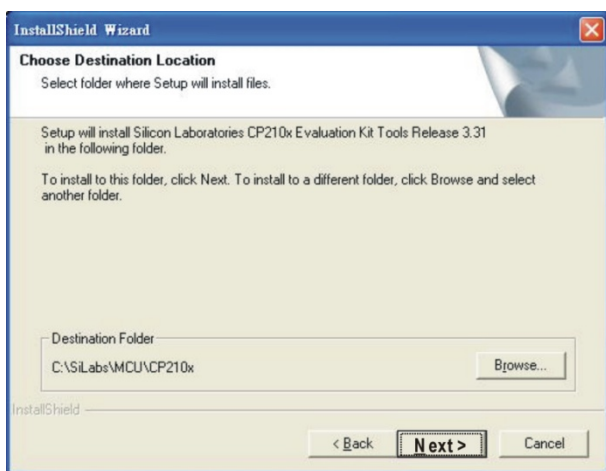 InstallShield Wizard
Choose Destination Location
Select folder where Setup will install files.
Setup will install Silicon Laboratories CP210x Evaluation Kit Tools Release 3.31
in the following folder.
To install to this folder, click Next. To install to a different folder, click Browse and select
another folder.
Destination Folder
C:\SiLabs\MCU\CP210x
Browse...
InstallShield
< Back
Next >
Cancel